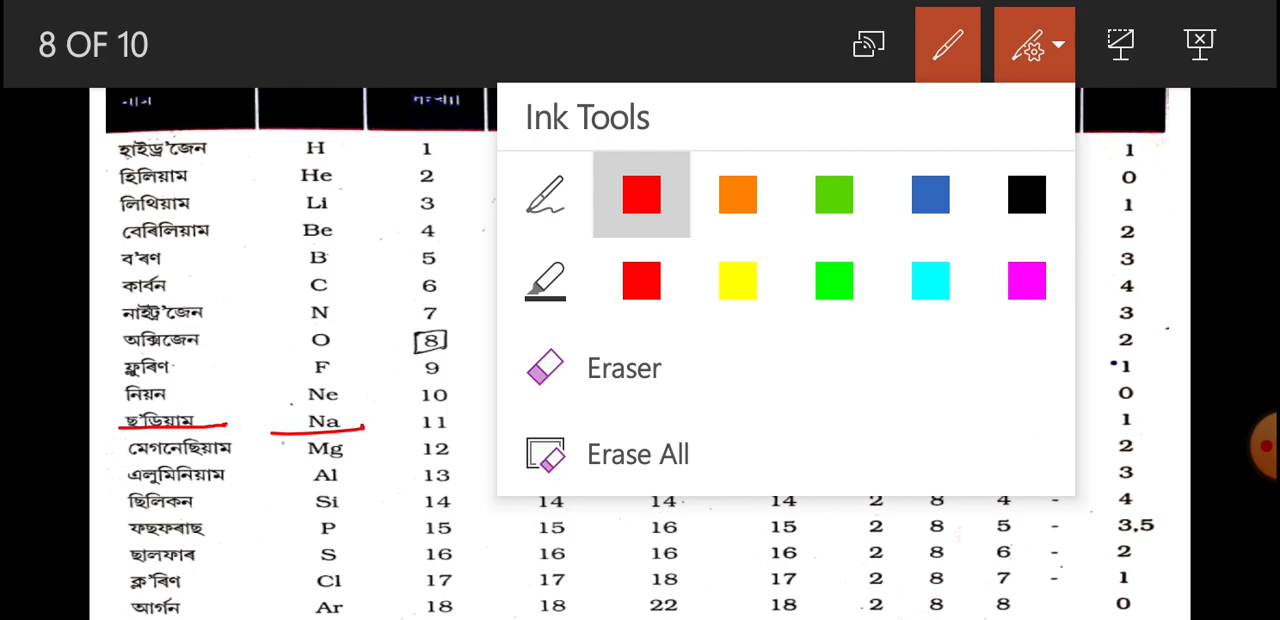 8 OF 10
Ink Tools
Eraser
Erase All
নাম সংখ্যা
হাইড্ৰ'জেন H 1 1
হিলিয়াম He 2 0
লিথিয়াম Li 3 1
বেৰিলিয়াম Be 4 2
ব'ৰণ B 5 3
কাৰ্বন C 6 4
নাইট্ৰ'জেন N 7 3
অক্সিজেন O 8 2
ফ্লুৰিণ F 9 1
নিয়ন Ne 10 0
ছ'ডিয়াম Na 11 1
মেগনেছিয়াম Mg 12 2
এলুমিনিয়াম Al 13 3
ছিলিকন Si 14 14 14 14 2 8 4 - 4
ফছফৰাছ P 15 15 16 15 2 8 5 - 3,5
ছালফাৰ S 16 16 16 16 2 8 6 - 2
ক্ল'ৰিণ Cl 17 17 18 17 2 8 7 - 1
আৰ্গন Ar 18 18 22 18 2 8 8 0